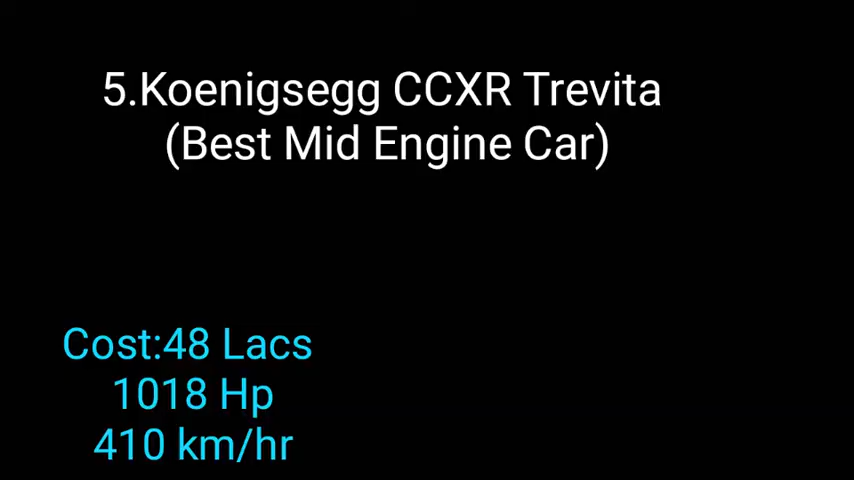 5.Koenigsegg CCXR Trevita
(Best Mid Engine Car)
Cost:48 Lacs
1018 Hp
410 km/hr